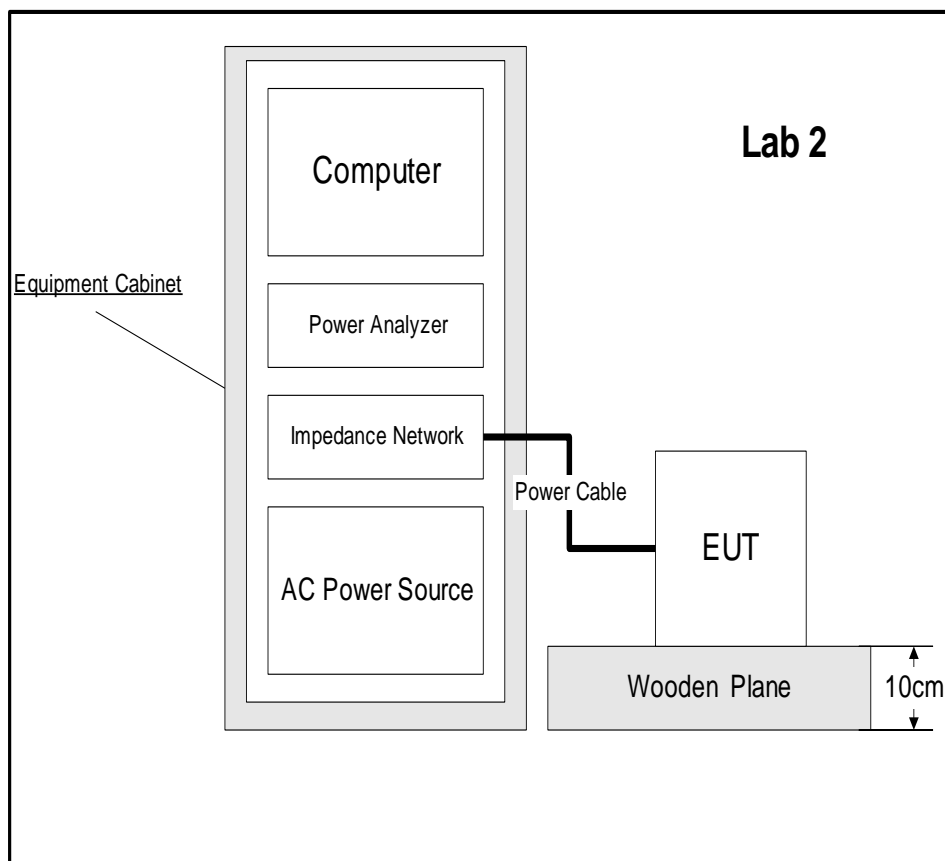 Lab 2
Computer
Equipment Cabinet
Power Analyzer
Impedance Network
Power Cable
EUT
AC Power Source
Wooden Plane
10cm